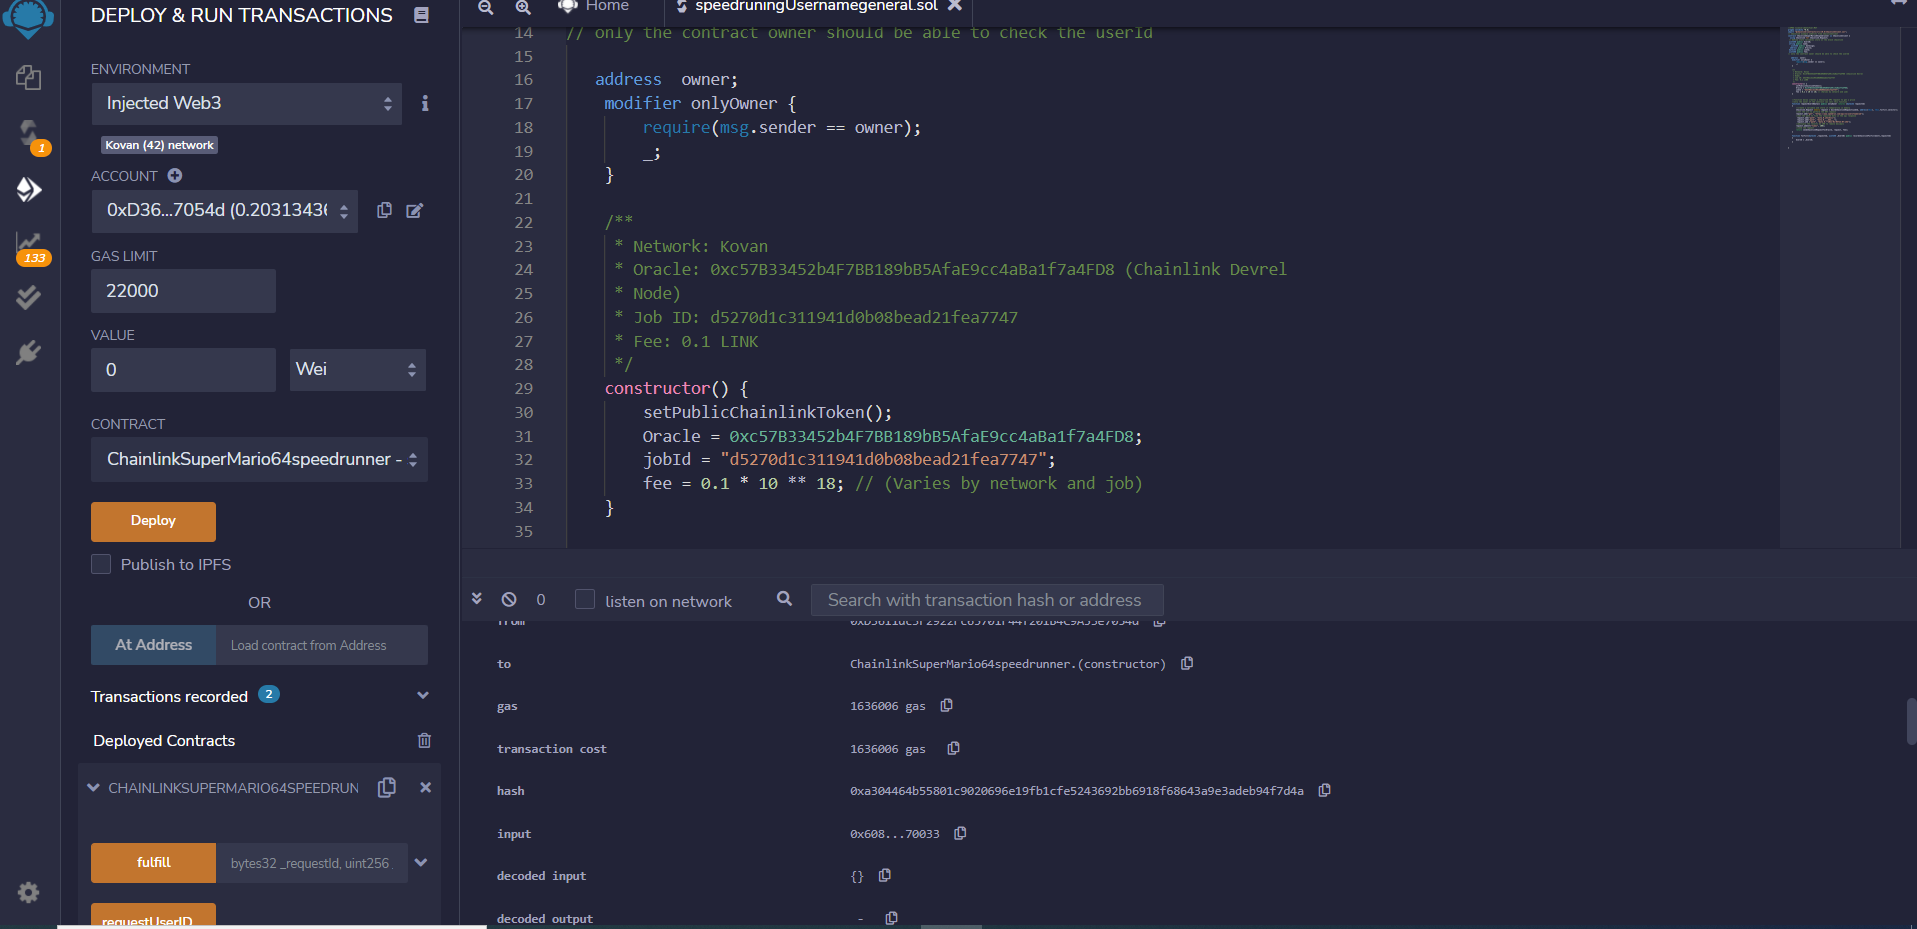 DEPLOY & RUN TRANSACTIONS
ENVIRONMENT
Injected Web3
Kovan (42) network
ACCOUNT
0xD36...7054d (0.20313436
GAS LIMIT
22000
VALUE
0
Wei
CONTRACT
ChainlinkSuperMario64speedrunner -
Deploy
Publish to IPFS
OR
At Address
Load contract from Address
Transactions recorded 2
Deployed Contracts
CHAINLINKSUPERMARIO64SPEEDRUN
fulfill
bytes32 _requestId, uint256
requestUserID
1
133
Home
speedruningUsernamegeneral.sol
14 // only the contract owner should be able to check the userId
15
16 address  owner;
17 modifier onlyOwner {
18 require(msg.sender == owner);
19 _;
20 }
21
22 /**
23 * Network: Kovan
24 * Oracle: 0xc57B33452b4F7BB189bB5AfaE9cc4aBa1f7a4FD8 (Chainlink Devrel
25 * Node)
26 * Job ID: d5270d1c311941d0b08bead21fea7747
27 * Fee: 0.1 LINK
28 */
29 constructor() {
30 setPublicChainlinkToken();
31 Oracle = 0xc57B33452b4F7BB189bB5AfaE9cc4aBa1f7a4FD8;
32 jobId = "d5270d1c311941d0b08bead21fea7747";
33 fee = 0.1 * 10 ** 18; // (Varies by network and job)
34 }
35
0
listen on network
Search with transaction hash or address
from
to ChainlinkSuperMario64speedrunner.(constructor)
gas 1636006 gas
transaction cost 1636006 gas
hash 0xa304464b55801c9020696e19fb1cfe5243692bb6918f68643a9e3adeb94f7d4a
input 0x608...70033
decoded input {}
decoded output -